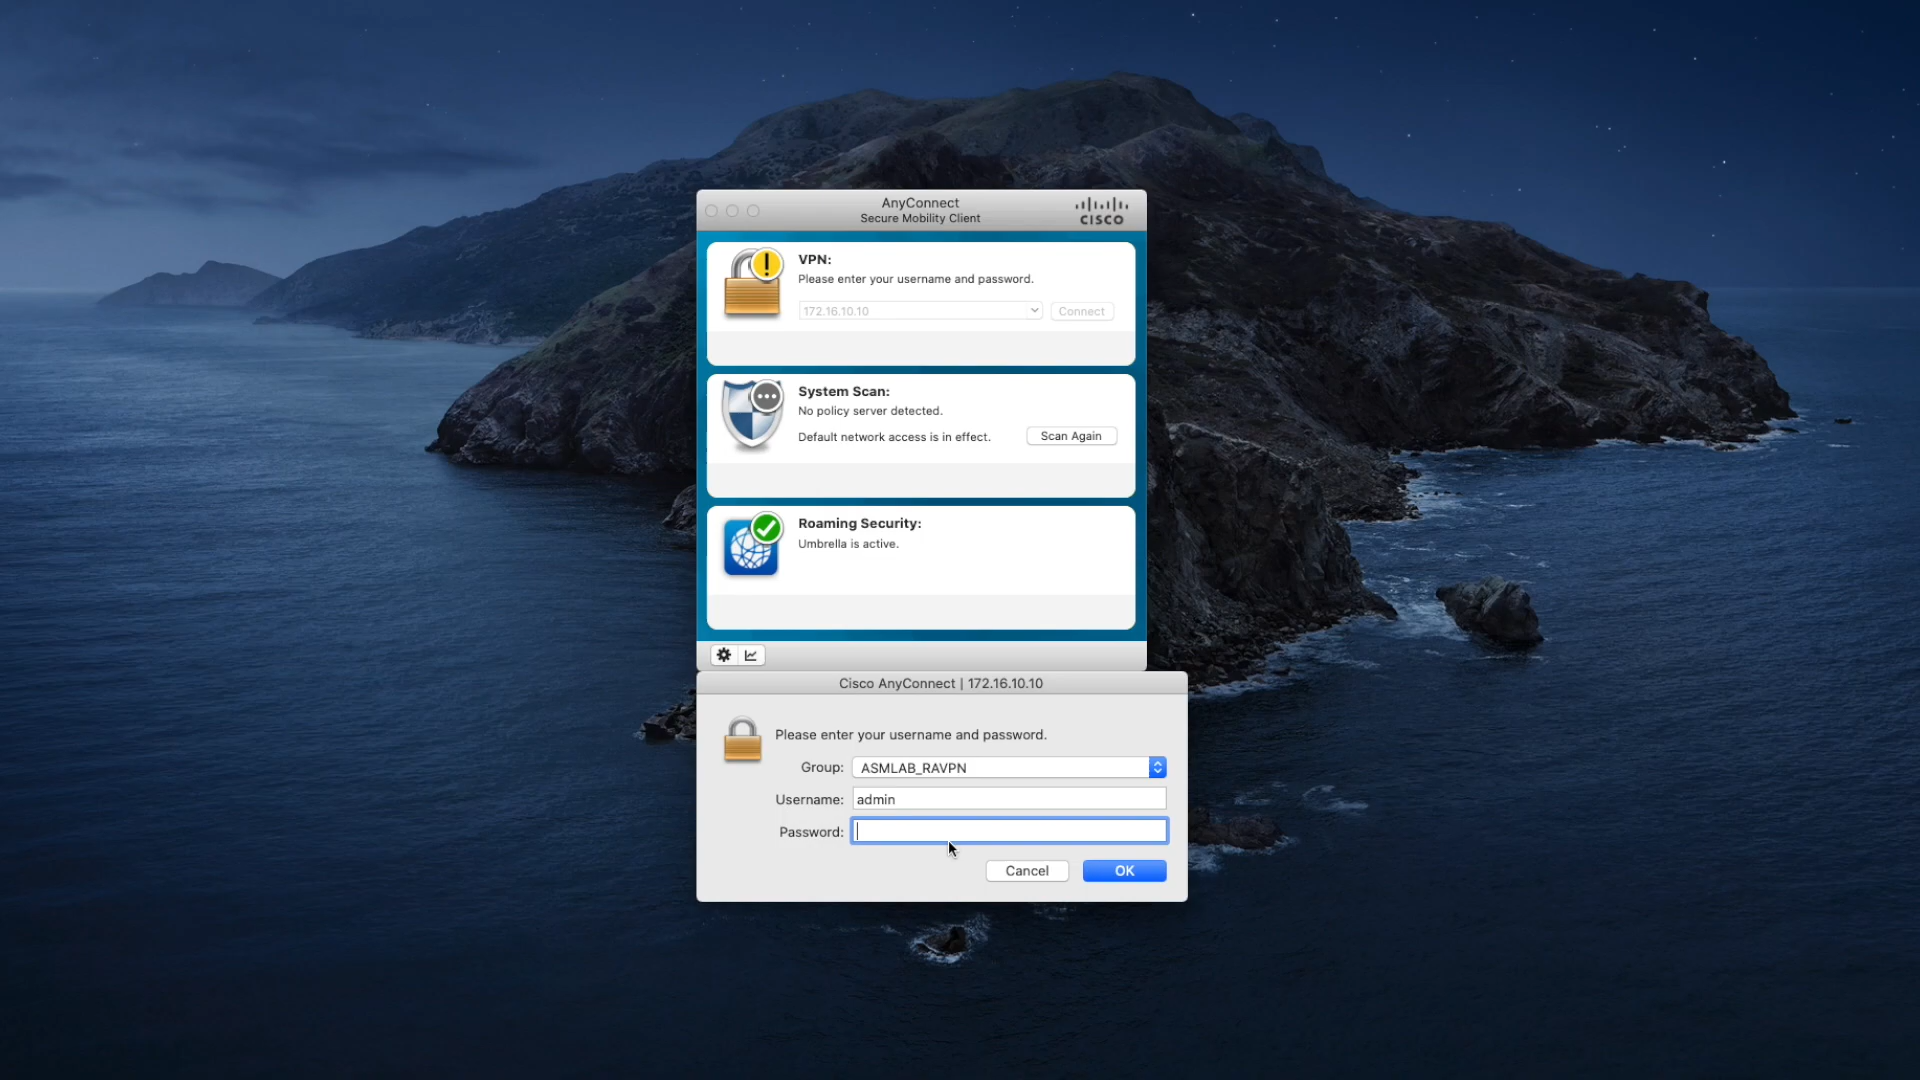 AnyConnect
Secure Mobility Client
CISCO
VPN:
Please enter your username and password.
172.16.10.10
Connect
System Scan:
No policy server detected.
Default network access is in effect.
Scan Again
Roaming Security:
Umbrella is active.
Cisco AnyConnect | 172.16.10.10
Please enter your username and password.
Group: ASMLAB_RAVPN
Username: admin
Password:
Cancel OK